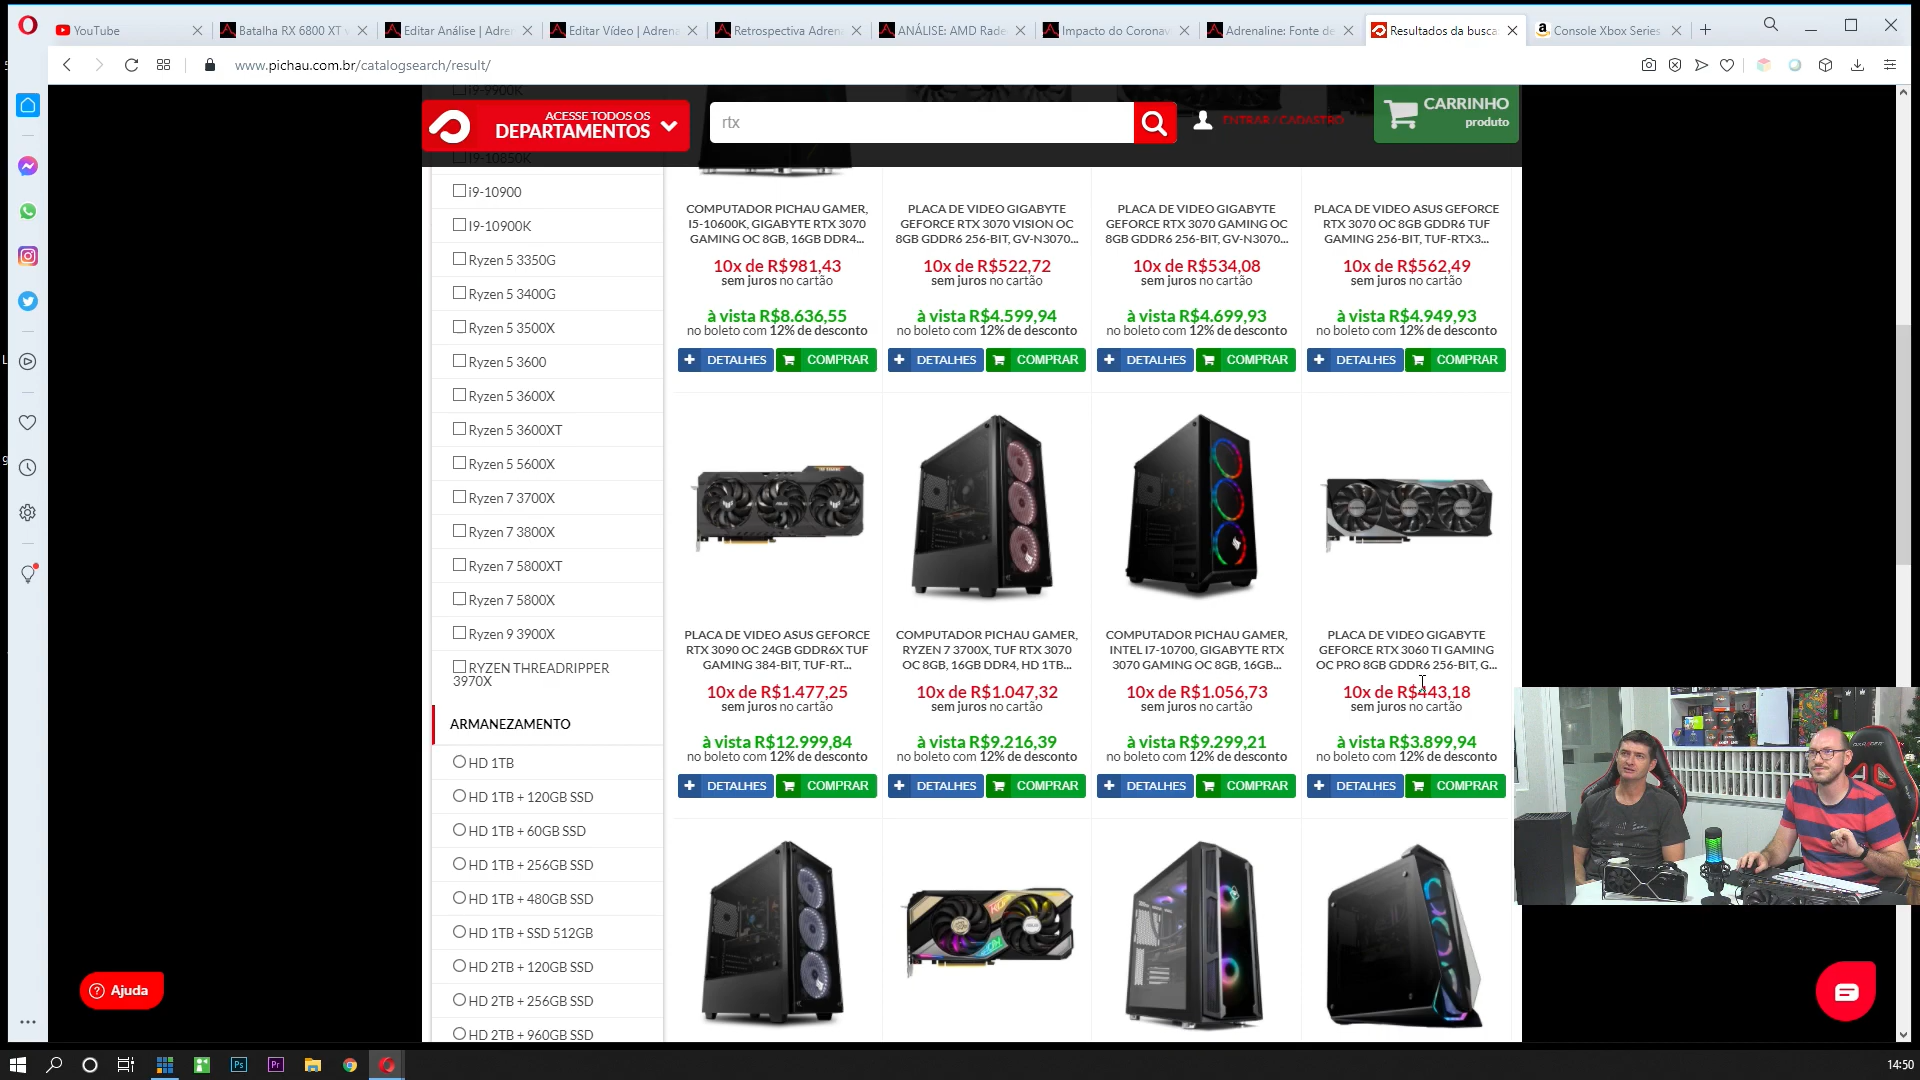 YouTube
Batalha RX 6800 XT v
Editar Análise | Adrer
Editar Vídeo | Adrena
Retrospectiva Adrena
ANÁLISE: AMD Rade
Impacto do Coronav
Adrenaline: Fonte de
Resultados da busca
Console Xbox Series
www.pichau.com.br/catalogsearch/result/
ACESSE TODOS OS
DEPARTAMENTOS
rtx
ENTRAR / CADASTRO
CARRINHO
produto
i9-9900K
I9-10850K
i9-10900
I9-10900K
Ryzen 5 3350G
Ryzen 5 3400G
Ryzen 5 3500X
Ryzen 5 3600
Ryzen 5 3600X
Ryzen 5 3600XT
Ryzen 5 5600X
Ryzen 7 3700X
Ryzen 7 3800X
Ryzen 7 5800XT
Ryzen 7 5800X
Ryzen 9 3900X
RYZEN THREADRIPPER
3970X
ARMANEZAMENTO
HD 1TB
HD 1TB + 120GB SSD
HD 1TB + 60GB SSD
HD 1TB + 256GB SSD
HD 1TB + 480GB SSD
HD 1TB + SSD 512GB
HD 2TB + 120GB SSD
HD 2TB + 256GB SSD
HD 2TB + 960GB SSD
COMPUTADOR PICHAU GAMER,
I5-10600K, GIGABYTE RTX 3070
GAMING OC 8GB, 16GB DDR4...
10x de R$981,43
sem juros no cartão
à vista R$8.636,55
no boleto com 12% de desconto
DETALHES
COMPRAR
PLACA DE VIDEO GIGABYTE
GEFORCE RTX 3070 VISION OC
8GB GDDR6 256-BIT, GV-N3070...
10x de R$522,72
sem juros no cartão
à vista R$4.599,94
no boleto com 12% de desconto
DETALHES
COMPRAR
PLACA DE VIDEO GIGABYTE
GEFORCE RTX 3070 GAMING OC
8GB GDDR6 256-BIT, GV-N3070...
10x de R$534,08
sem juros no cartão
à vista R$4.699,93
no boleto com 12% de desconto
DETALHES
COMPRAR
PLACA DE VIDEO ASUS GEFORCE
RTX 3070 OC 8GB GDDR6 TUF
GAMING 256-BIT, TUF-RTX3...
10x de R$562,49
sem juros no cartão
à vista R$4.949,93
no boleto com 12% de desconto
DETALHES
COMPRAR
PLACA DE VIDEO ASUS GEFORCE
RTX 3090 OC 24GB GDDR6X TUF
GAMING 384-BIT, TUF-RT...
10x de R$1.477,25
sem juros no cartão
à vista R$12.999,84
no boleto com 12% de desconto
DETALHES
COMPRAR
COMPUTADOR PICHAU GAMER,
RYZEN 7 3700X, TUF RTX 3070
OC 8GB, 16GB DDR4, HD 1TB...
10x de R$1.047,32
sem juros no cartão
à vista R$9.216,39
no boleto com 12% de desconto
DETALHES
COMPRAR
COMPUTADOR PICHAU GAMER,
INTEL I7-10700, GIGABYTE RTX
3070 GAMING OC 8GB, 16GB...
10x de R$1.056,73
sem juros no cartão
à vista R$9.299,21
no boleto com 12% de desconto
DETALHES
COMPRAR
PLACA DE VIDEO GIGABYTE
GEFORCE RTX 3060 TI GAMING
OC PRO 8GB GDDR6 256-BIT, G...
10x de R$443,18
sem juros no cartão
à vista R$3.899,94
no boleto com 12% de desconto
DETALHES
COMPRAR
Ajuda
Ps
Pr
14:50